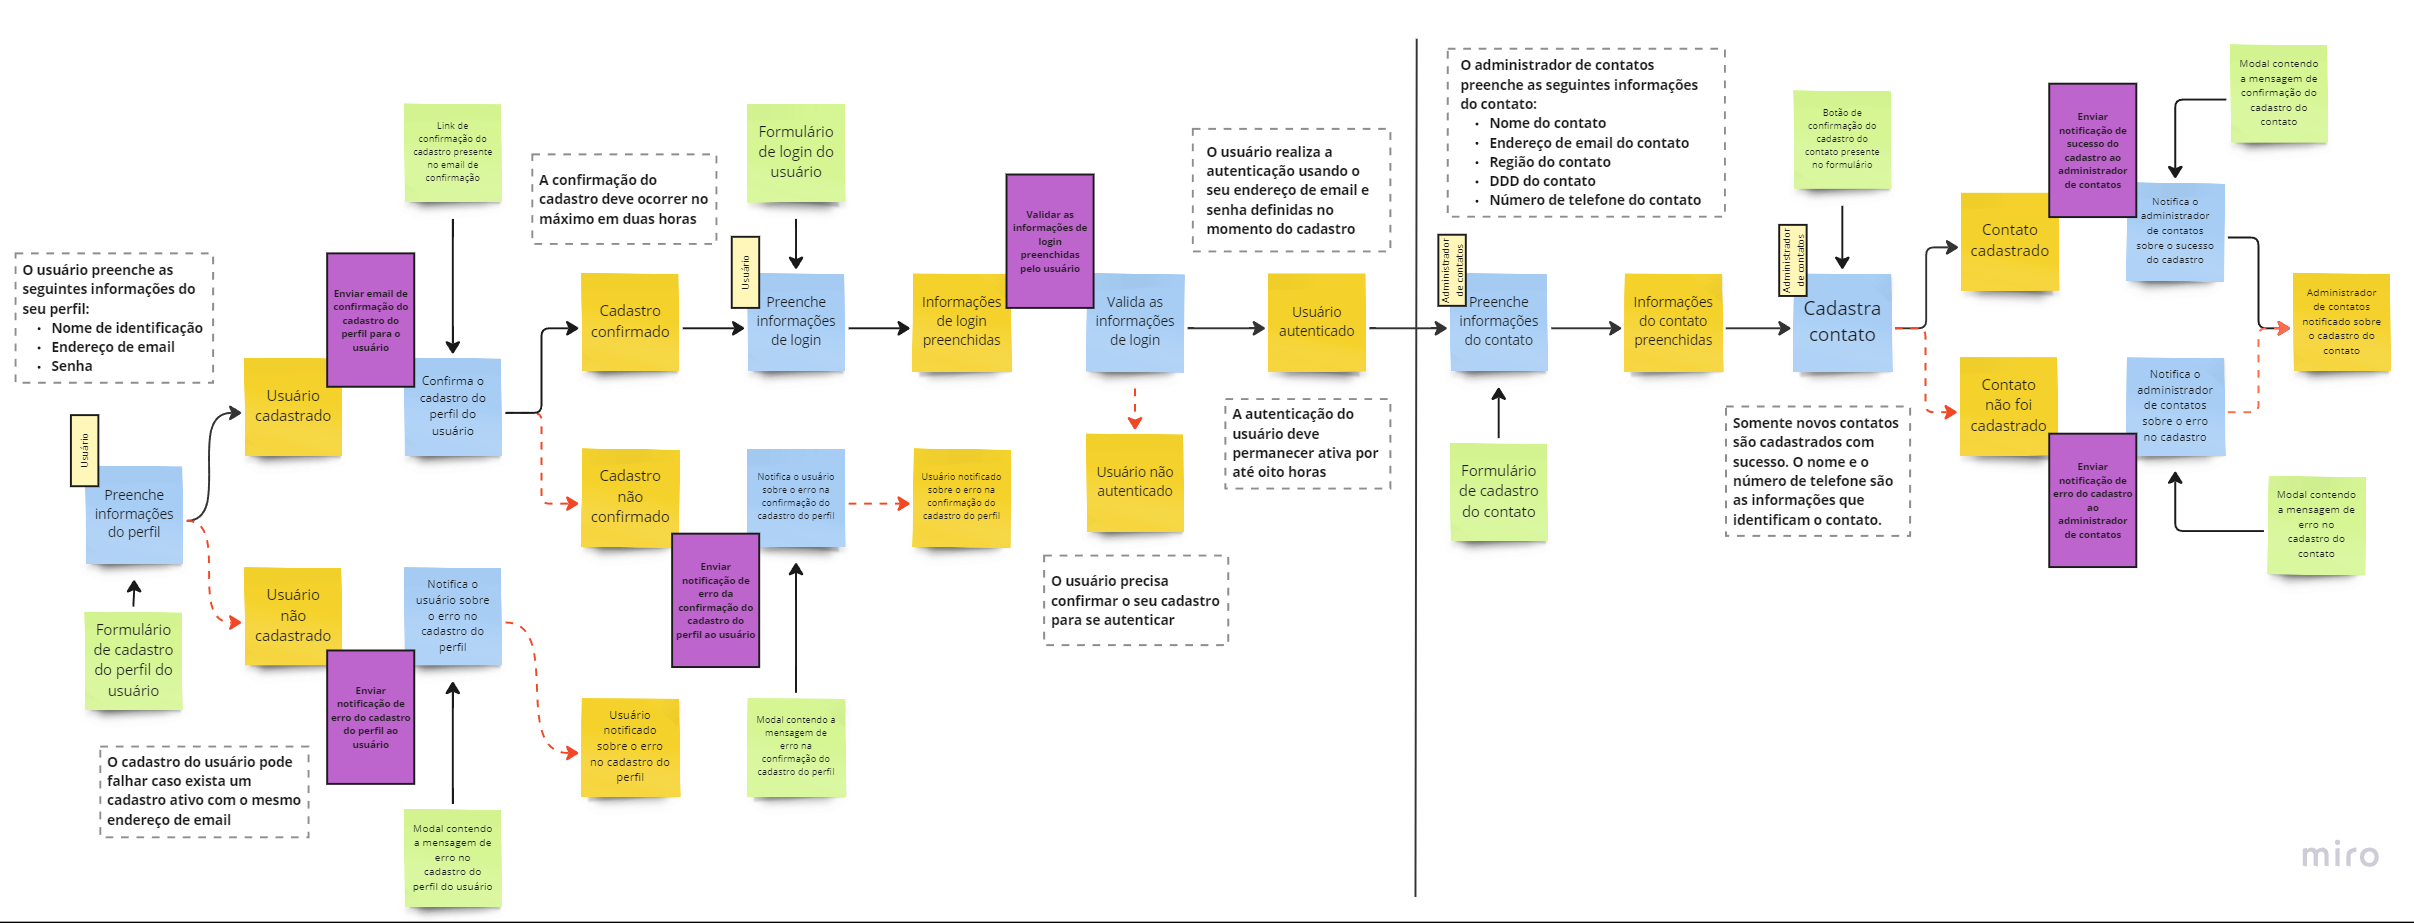 O usuário preenche as
seguintes informações do
seu perfil:
• Nome de identificação
• Endereço de email
• Senha
Usuário
Preenche
informações
do perfil
Formulário
de cadastro
do perfil do
usuário
O cadastro do usuário pode
falhar caso exista um
cadastro ativo com o mesmo
endereço de email
Usuário
cadastrado
Enviar email de
confirmação do
cadastro do
perfil para o
usuário
Link de
confirmação do
cadastro presente
no email de
confirmação
Confirma o
cadastro do
perfil do
usuário
Usuário
não
cadastrado
Enviar
notificação de
erro do cadastro
do perfil ao
usuário
Notifica o
usuário sobre
o erro no
cadastro do
perfil
Modal contendo
a mensagem de
erro no
cadastro do
perfil do usuário
A confirmação do
cadastro deve ocorrer no
máximo em duas horas
Cadastro
confirmado
Cadastro
não
confirmado
Enviar
notificação de
erro da
confirmação do
cadastro do
perfil ao usuário
Notifica o usuário
sobre o erro na
confirmação do
cadastro do perfil
Usuário notificado
sobre o erro na
confirmação do
cadastro do perfil
Usuário
notificado
sobre o erro
no cadastro do
perfil
Modal contendo a
mensagem de
erro na
confirmação do
cadastro do perfil
Formulário
de login do
usuário
Usuário
Preenche
informações
de login
Informações
de login
preenchidas
Validar as
informações de
login
preenchidas
pelo usuário
Valida as
informações
de login
Usuário não
autenticado
O usuário precisa
confirmar o seu cadastro
para se autenticar
O usuário realiza a
autenticação usando o
seu endereço de email e
senha definidas no
momento do cadastro
Usuário
autenticado
A autenticação do
usuário deve
permanecer ativa por
até oito horas
O administrador de contatos
preenche as seguintes informações
do contato:
• Nome do contato
• Endereço de email do contato
• Região do contato
• DDD do contato
• Número de telefone do contato
Administrador
de contatos
Preenche
informações
do contato
Formulário
de cadastro
do contato
Informações
do contato
preenchidas
Botão de
confirmação do
cadastro do
contato presente
no formulário
Administrador
de contatos
Cadastra
contato
Somente novos contatos
são cadastrados com
sucesso. O nome e o
número de telefone são
as informações que
identificam o contato.
Contato
cadastrado
Enviar
notificação de
sucesso do
cadastro ao
administrador
de contatos
Notifica o
administrador
de contatos
sobre o sucesso
do cadastro
Modal contendo
a mensagem de
confirmação do
cadastro do
contato
Contato
não foi
cadastrado
Enviar
notificação de
erro do cadastro
ao
administrador
de contatos
Notifica o
administrador
de contatos
sobre o erro
no cadastro
Modal contendo
a mensagem de
erro no
cadastro do
contato
Administrador
de contatos
notificado sobre
o cadastro do
contato
miro